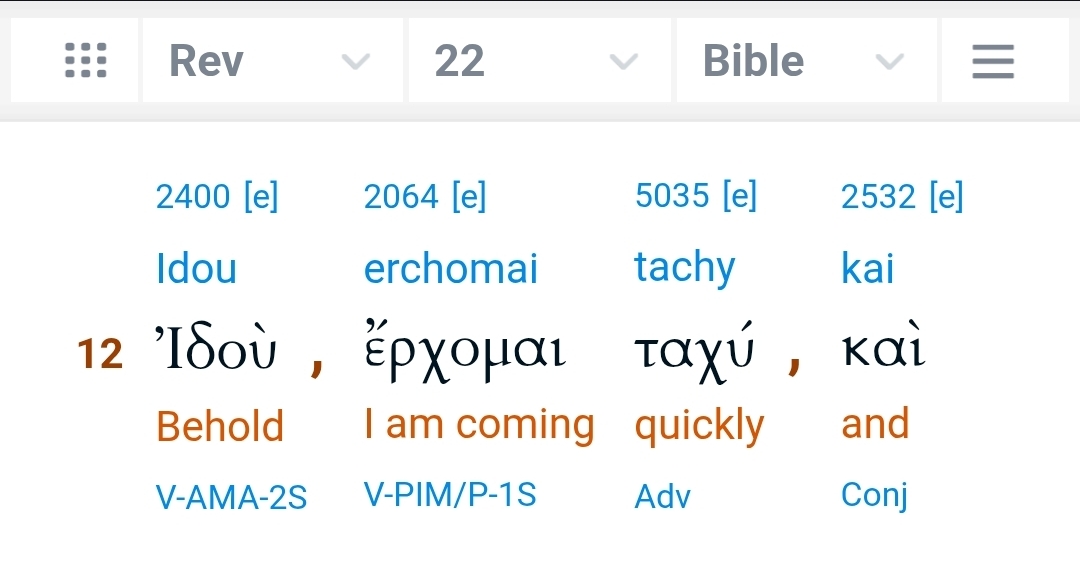 Rev 22 Bible
2400 [e] 2064 [e] 5035 [e] 2532 [e]
Idou erchomai tachy kai
12 Ἰδοὺ , ἔρχομαι ταχύ , καὶ
Behold I am coming quickly and
V-AMA-2S V-PIM/P-1S Adv Conj